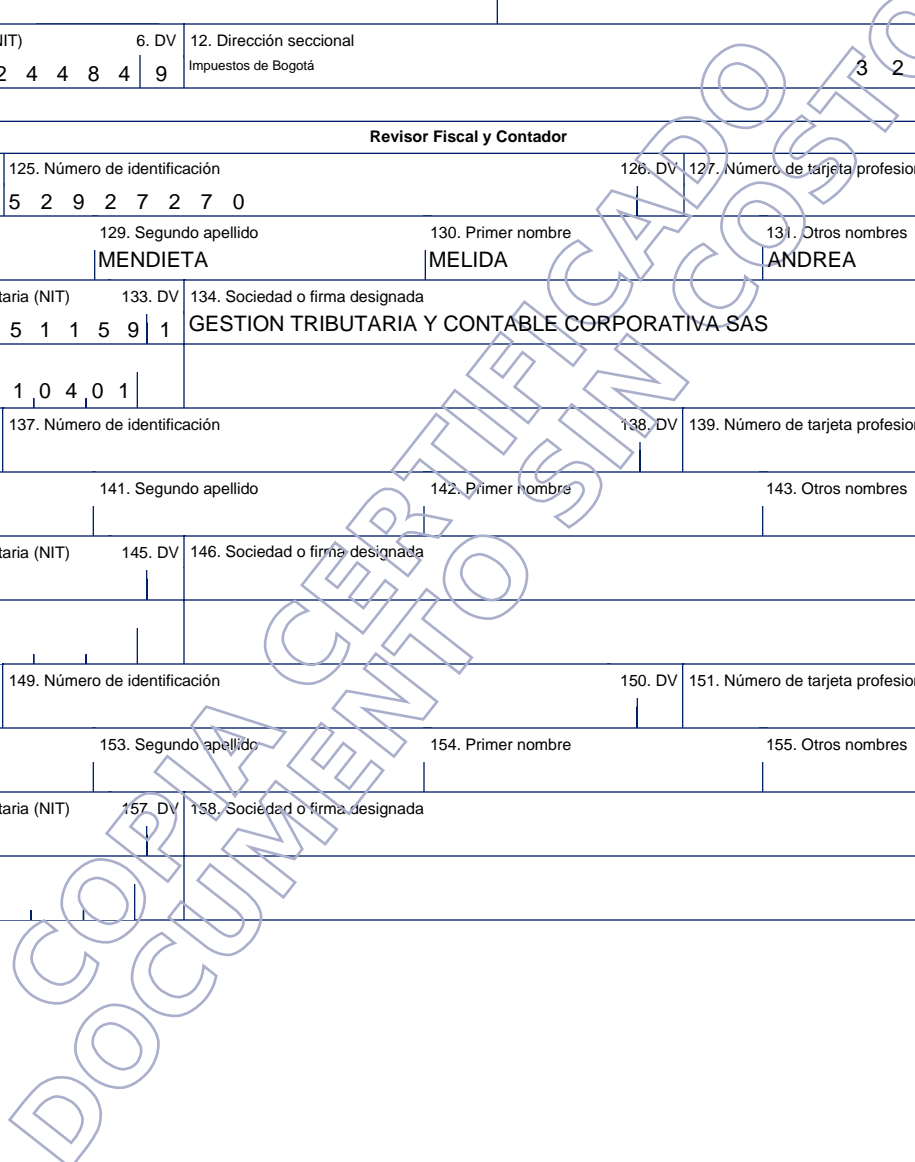 IT) 6. DV 12. Dirección seccional
2 4 4 8 4 9 Impuestos de Bogotá 3 2
Revisor Fiscal y Contador
125. Número de identificación 126. DV 127. Número de tarjeta profesion
5 2 9 2 7 2 7 0
129. Segundo apellido 130. Primer nombre 131. Otros nombres
MENDIETA MELIDA ANDREA
taria (NIT) 133. DV 134. Sociedad o firma designada
5 1 1 5 9 1 GESTION TRIBUTARIA Y CONTABLE CORPORATIVA SAS
1 0 4 0 1
137. Número de identificación 138. DV 139. Número de tarjeta profesion
141. Segundo apellido 142. Primer nombre 143. Otros nombres
taria (NIT) 145. DV 146. Sociedad o firma designada
149. Número de identificación 150. DV 151. Número de tarjeta profesion
153. Segundo apellido 154. Primer nombre 155. Otros nombres
taria (NIT) 157. DV 158. Sociedad o firma designada
COPIA CERTIFICADO
DOCUMENTO SIN COSTO